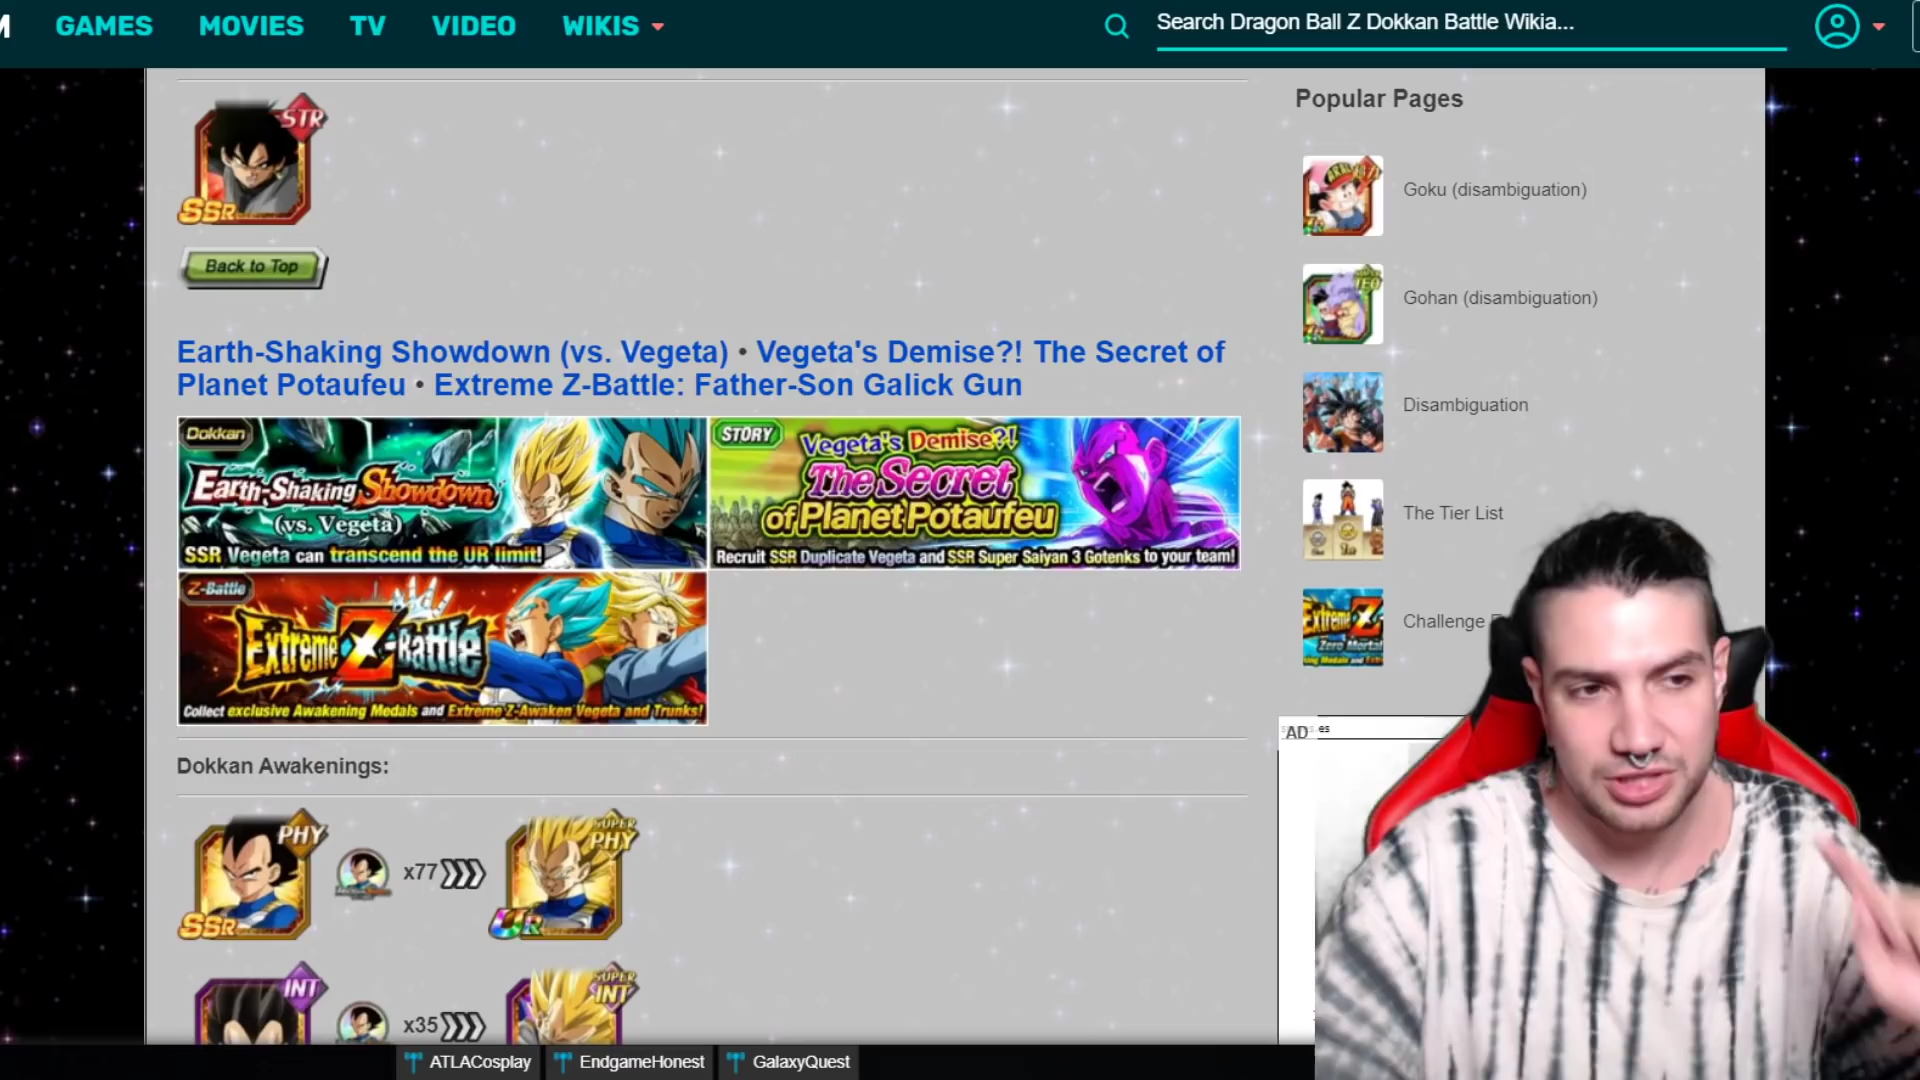 M GAMES MOVIES TV VIDEO WIKIS
Search Dragon Ball Z Dokkan Battle Wikia...
STR
SSR
Back to Top
Earth-Shaking Showdown (vs. Vegeta) • Vegeta's Demise?! The Secret of
Planet Potaufeu • Extreme Z-Battle: Father-Son Galick Gun
Dokkan
Earth-Shaking Showdown
(vs. Vegeta)
SSR Vegeta can transcend the UR limit!
STORY
Vegeta's Demise?!
The Secret
of Planet Potaufeu
Recruit SSR Duplicate Vegeta and SSR Super Saiyan 3 Gotenks to your team!
Z-Battle
Extreme Z-Battle
Collect exclusive Awakening Medals and Extreme Z-Awaken Vegeta and Trunks!
Dokkan Awakenings:
PHY
SSR
x77
SUPER
PHY
UR
INT
x35
SUPER
INT
Popular Pages
Goku (disambiguation)
Gohan (disambiguation)
Disambiguation
The Tier List
Extreme Z
Zero Mortal
Challenge
AD
ATLACosplay
EndgameHonest
GalaxyQuest